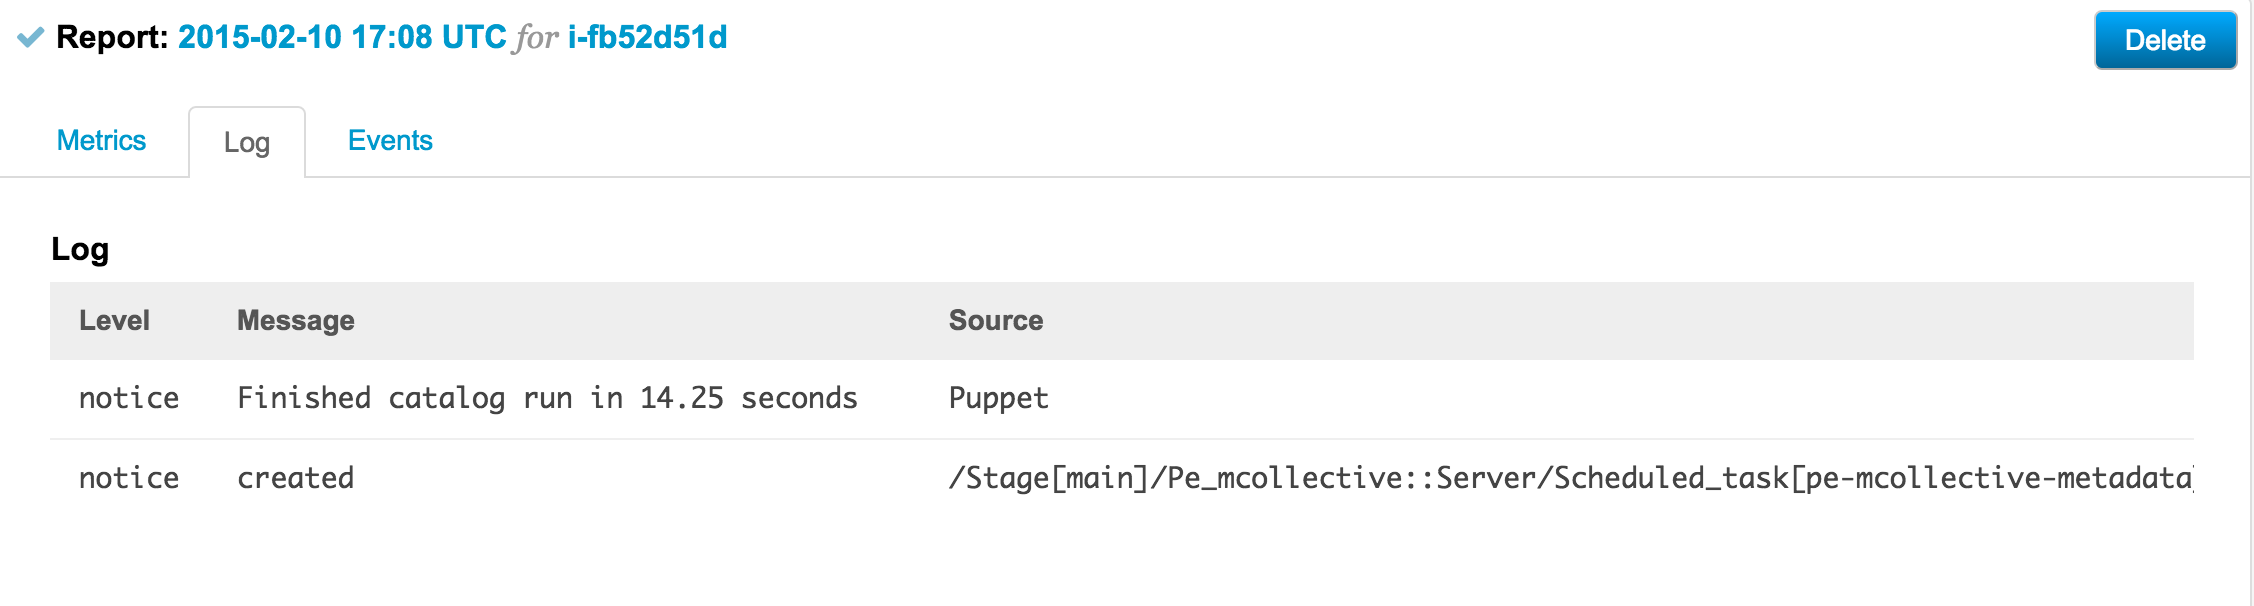 Report: 2015-02-10 17:08 UTC for i-fb52d51d
Delete
Metrics Log Events
Log
Level Message Source
notice Finished catalog run in 14.25 seconds Puppet
notice created /Stage[main]/Pe_mcollective::Server/Scheduled_task[pe-mcollective-metadata]